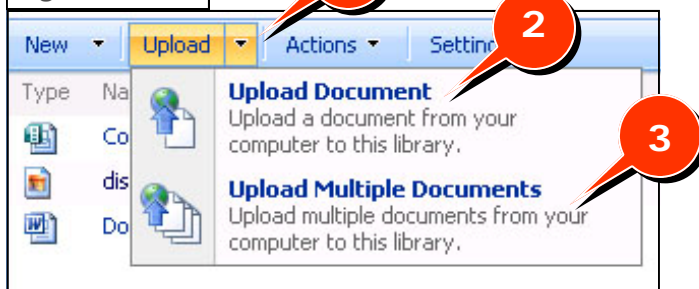 New Upload Actions
2
Type
Upload Document
Upload a document from your
computer to this library.
3
Upload Multiple Documents
Upload multiple documents from your
computer to this library.